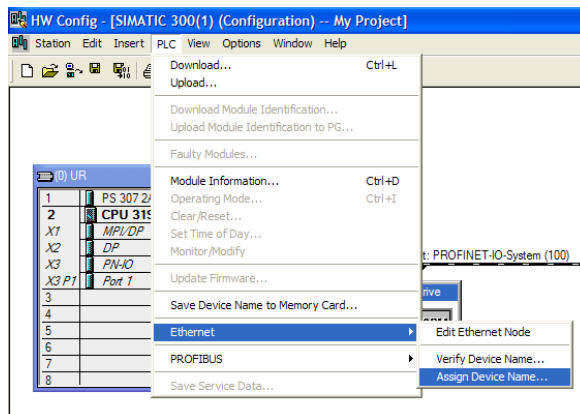 HW Config - [SIMATIC 300(1) (Configuration) -- My Project]
Station Edit Insert PLC View Options Window Help
Download... Ctrl+L
Upload...
Download Module Identification...
Upload Module Identification to PG...
Faulty Modules...
Module Information... Ctrl+D
Operating Mode... Ctrl+I
Clear/Reset...
Set Time of Day...
Monitor/Modify
Update Firmware...
Save Device Name to Memory Card...
Ethernet
PROFIBUS
Save Service Data...
Edit Ethernet Node
Verify Device Name...
Assign Device Name...
(0) UR
1 PS 307 2A
2 CPU 319
X1 MPI/DP
X2 DP
X3 PN-IO
X3 P1 Port 1
3
4
5
6
7
8
t: PROFINET-IO-System (100)
rive